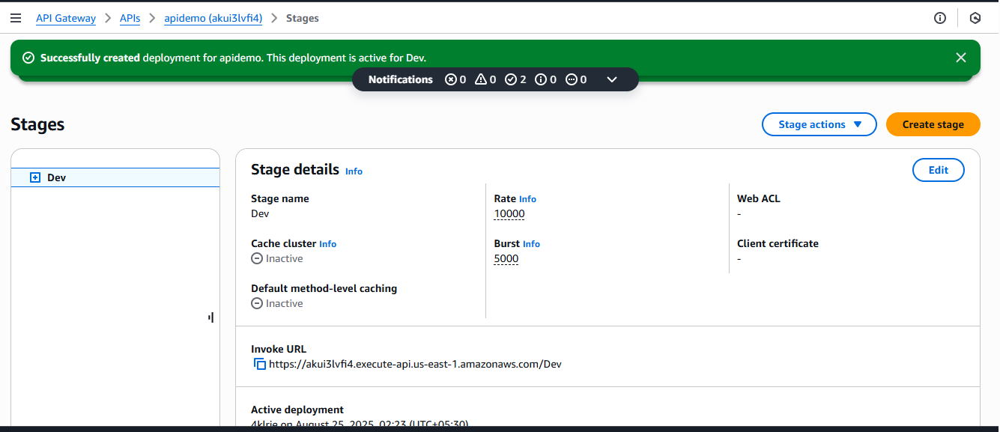 API Gateway > APIs > apidemo (akui3lvfi4) > Stages
Successfully created deployment for apidemo. This deployment is active for Dev.
Notifications 0 0 2 0 0
Stages
Stage actions
Create stage
Dev
Stage details Info
Edit
Stage name
Dev
Rate Info
10000
Web ACL
-
Cache cluster Info
Inactive
Burst Info
5000
Client certificate
-
Default method-level caching
Inactive
Invoke URL
https://akui3lvfi4.execute-api.us-east-1.amazonaws.com/Dev
Active deployment
4klrie on August 25, 2025, 02:23 (UTC+05:30)